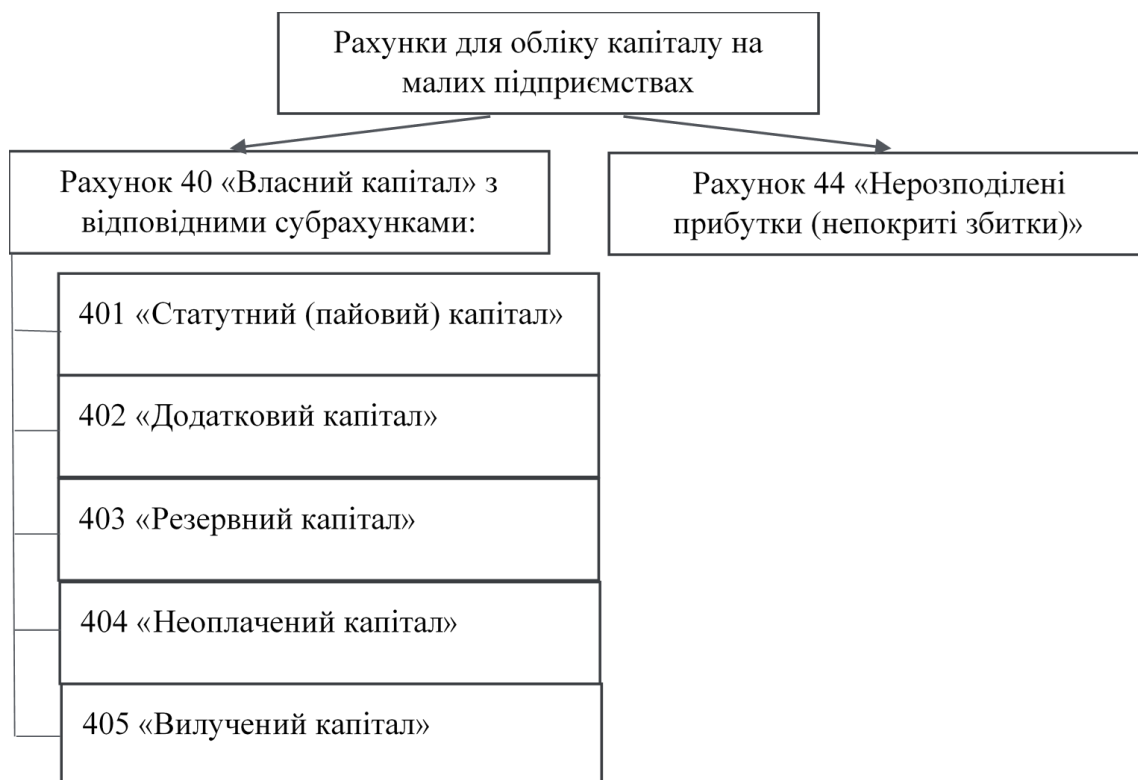 Рахунки для обліку капіталу на
малих підприємствах
Рахунок 40 «Власний капітал» з
відповідними субрахунками:
Рахунок 44 «Нерозподілені
прибутки (непокриті збитки)»
401 «Статутний (пайовий) капітал»
402 «Додатковий капітал»
403 «Резервний капітал»
404 «Неоплачений капітал»
405 «Вилучений капітал»